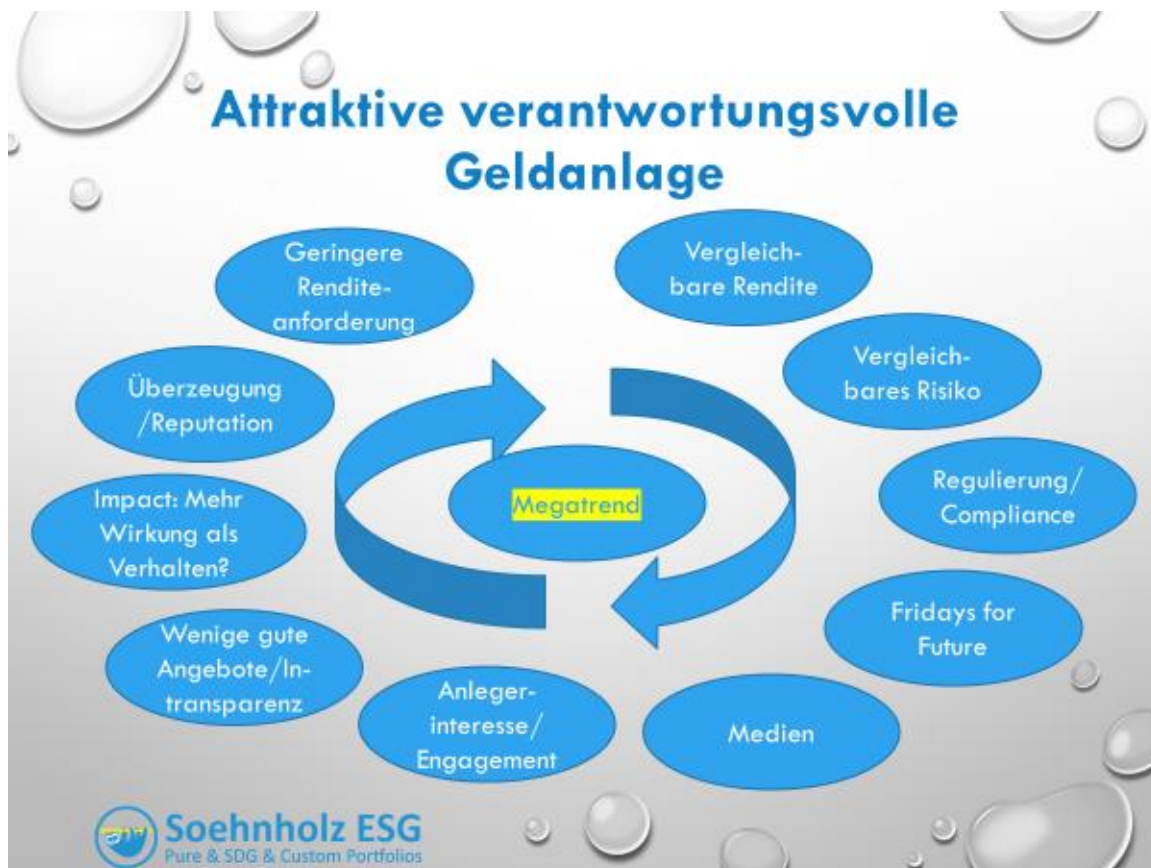 Attraktive verantwortungsvolle
Geldanlage
Geringere
Rendite-
anforderung
Vergleich-
bare Rendite
Überzeugung
/Reputation
Vergleich-
bares Risiko
Impact: Mehr
Wirkung als
Verhalten?
Megatrend
Regulierung/
Compliance
Wenige gute
Angebote/In-
transparenz
Fridays for
Future
Anleger-
interesse/
Engagement
Medien
Soehnholz ESG
Pure & SDG & Custom Portfolios